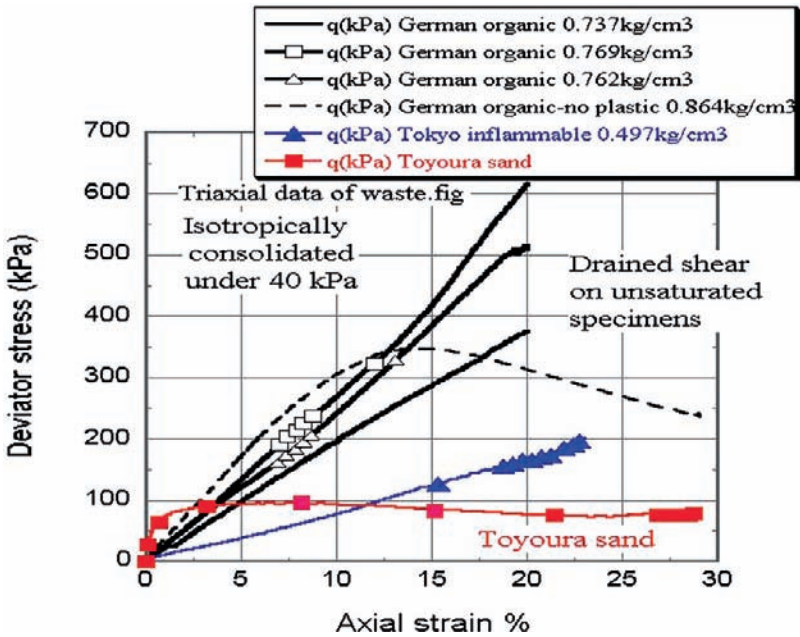 q(kPa) German organic 0.737kg/cm3
q(kPa) German organic 0.769kg/cm3
q(kPa) German organic 0.762kg/cm3
q(kPa) German organic-no plastic 0.864kg/cm3
q(kPa) Tokyo inflammable 0.497kg/cm3
q(kPa) Toyoura sand
700
600
500
400
300
200
100
0
Deviator stress (kPa)
Triaxial data of waste.fig
Isotropically
consolidated
under 40 kPa
Drained shear
on unsaturated
specimens
Toyoura sand
0
5
10
15
20
25
30
Axial strain %